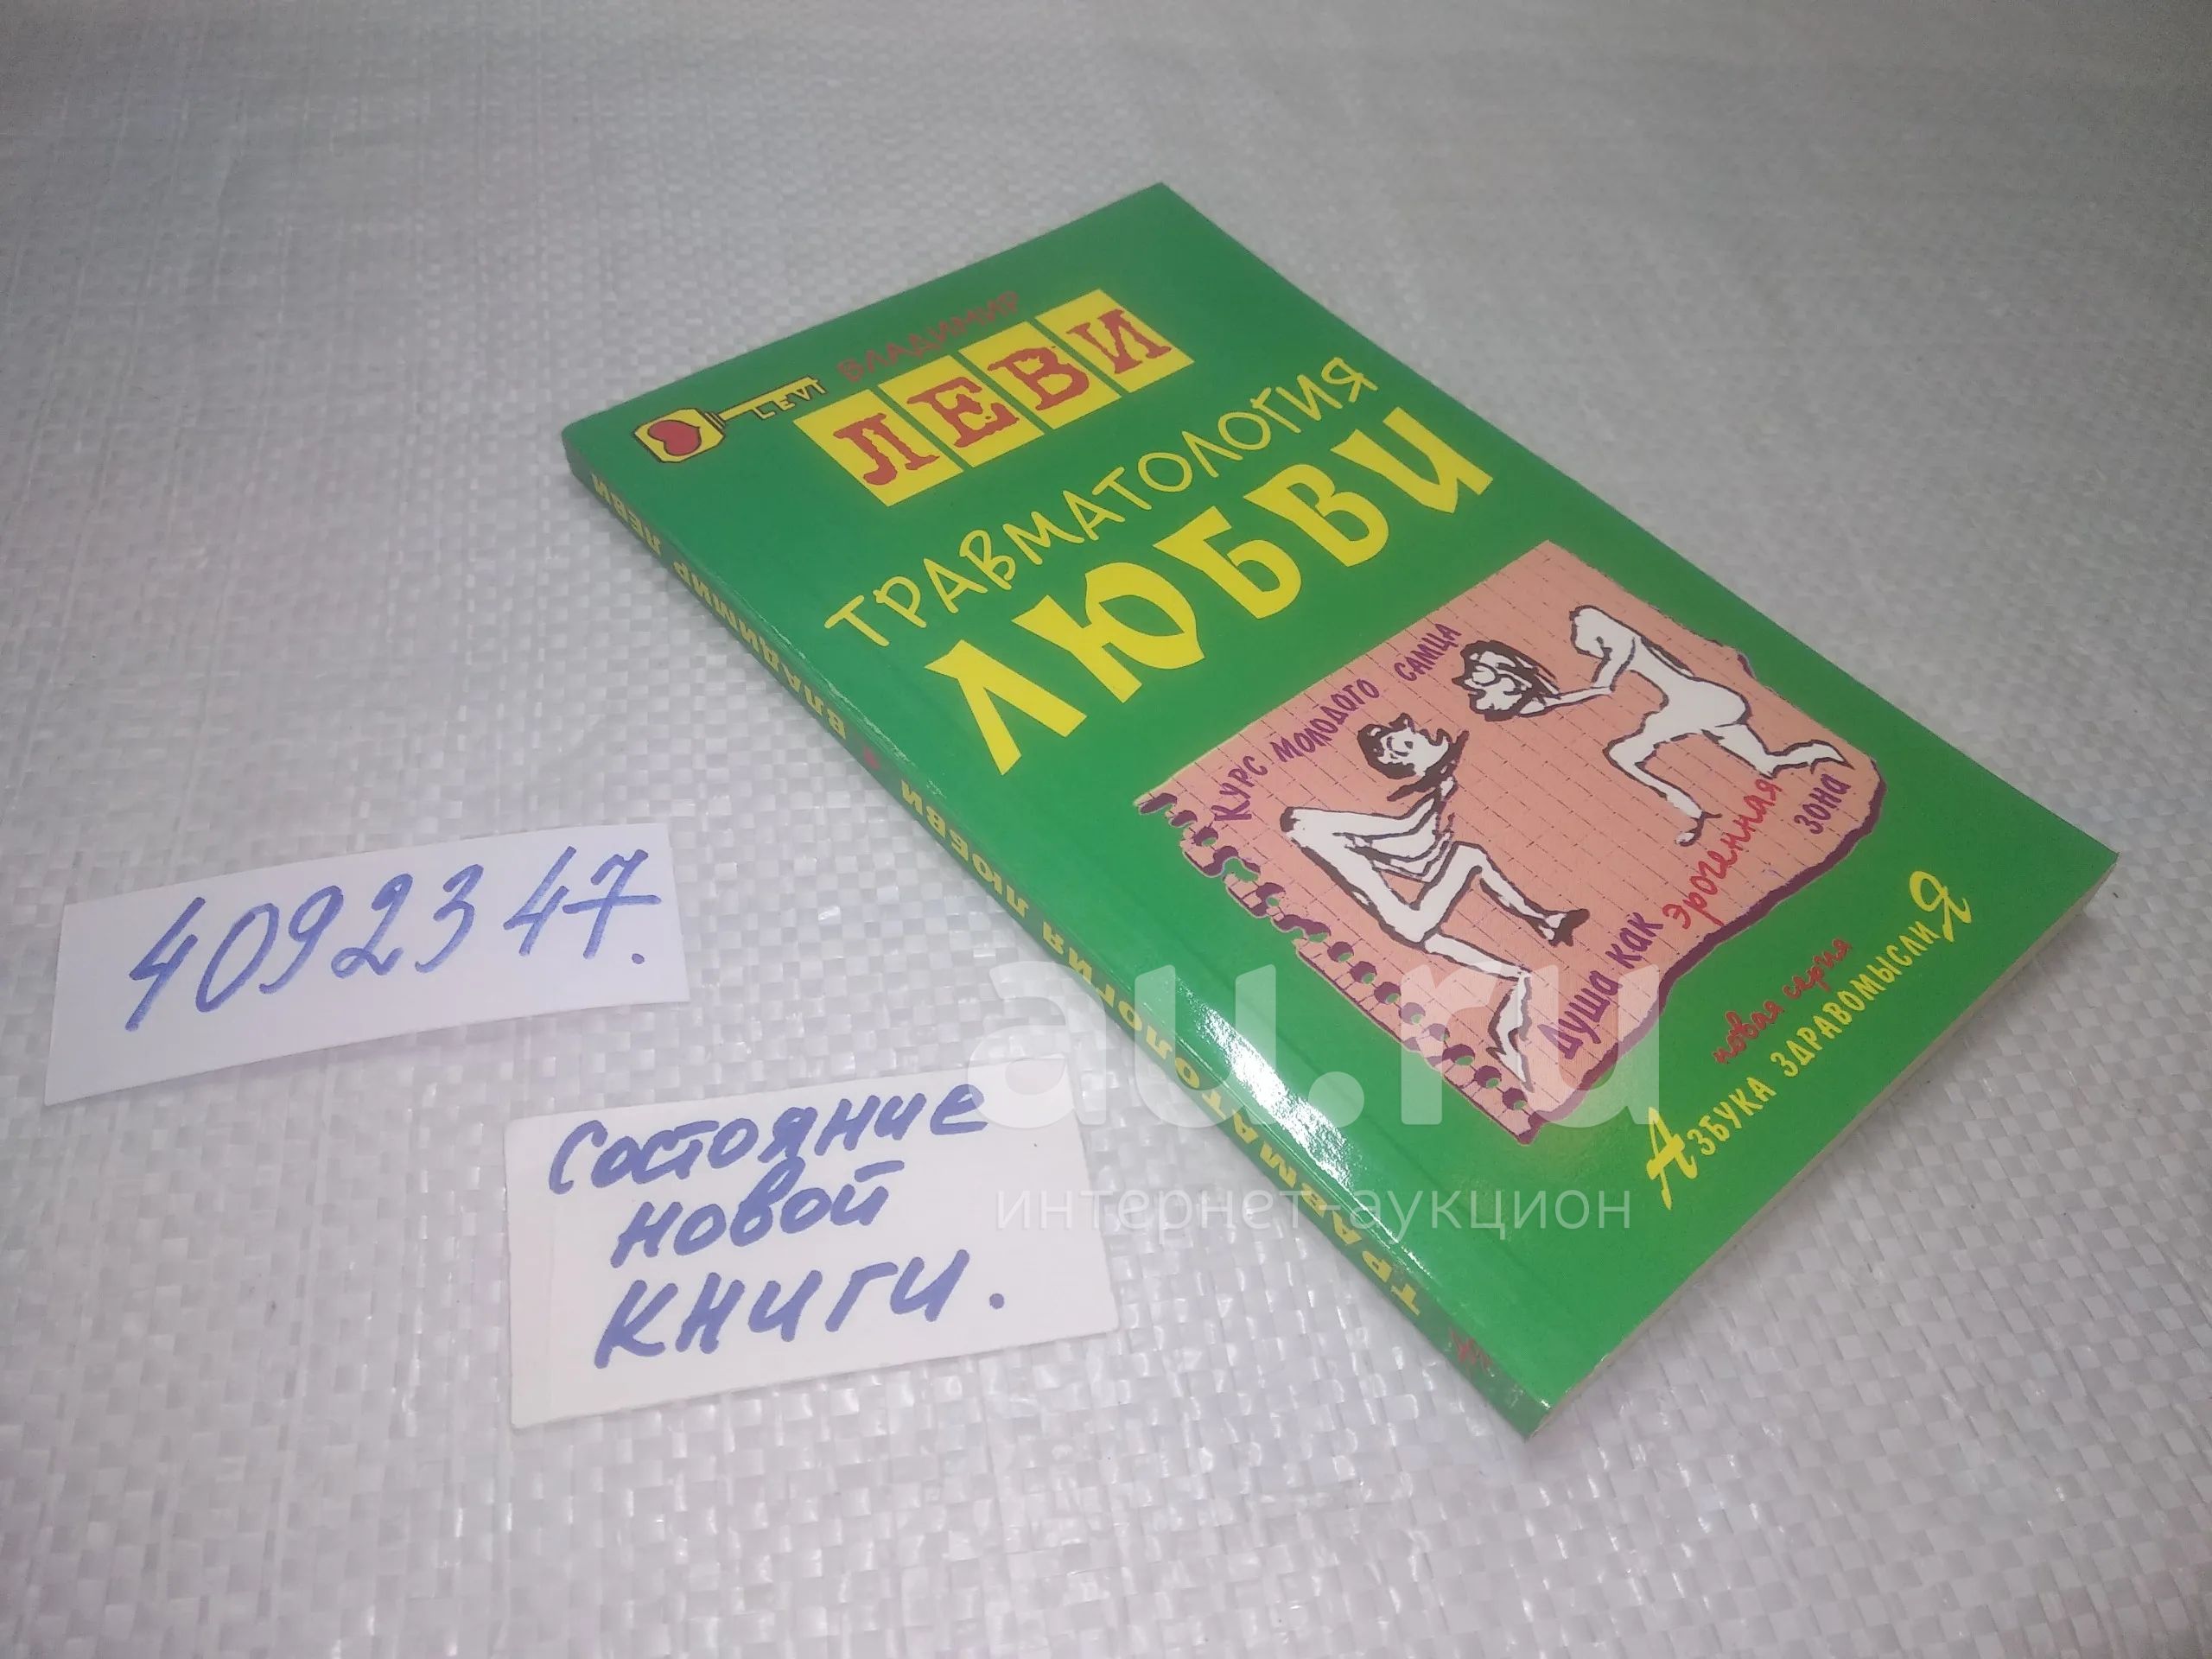 LEVI
ВЛАДИМИР
ЛЕВИ
ТРАВМАТОЛОГИЯ
ЛЮБВИ
КУРС МОЛОДОГО САМЦА
ДУША КАК Эрогенная ЗОНА
новая серия
АЗБУКА ЗДРАВОМЫСЛИЯ
ВЛАДИМИР ЛЕВИ
ТРАВМАТОЛОГИЯ ЛЮБВИ
4092347.
Состояние
новой
книги.
au.ru
интернет-аукцион